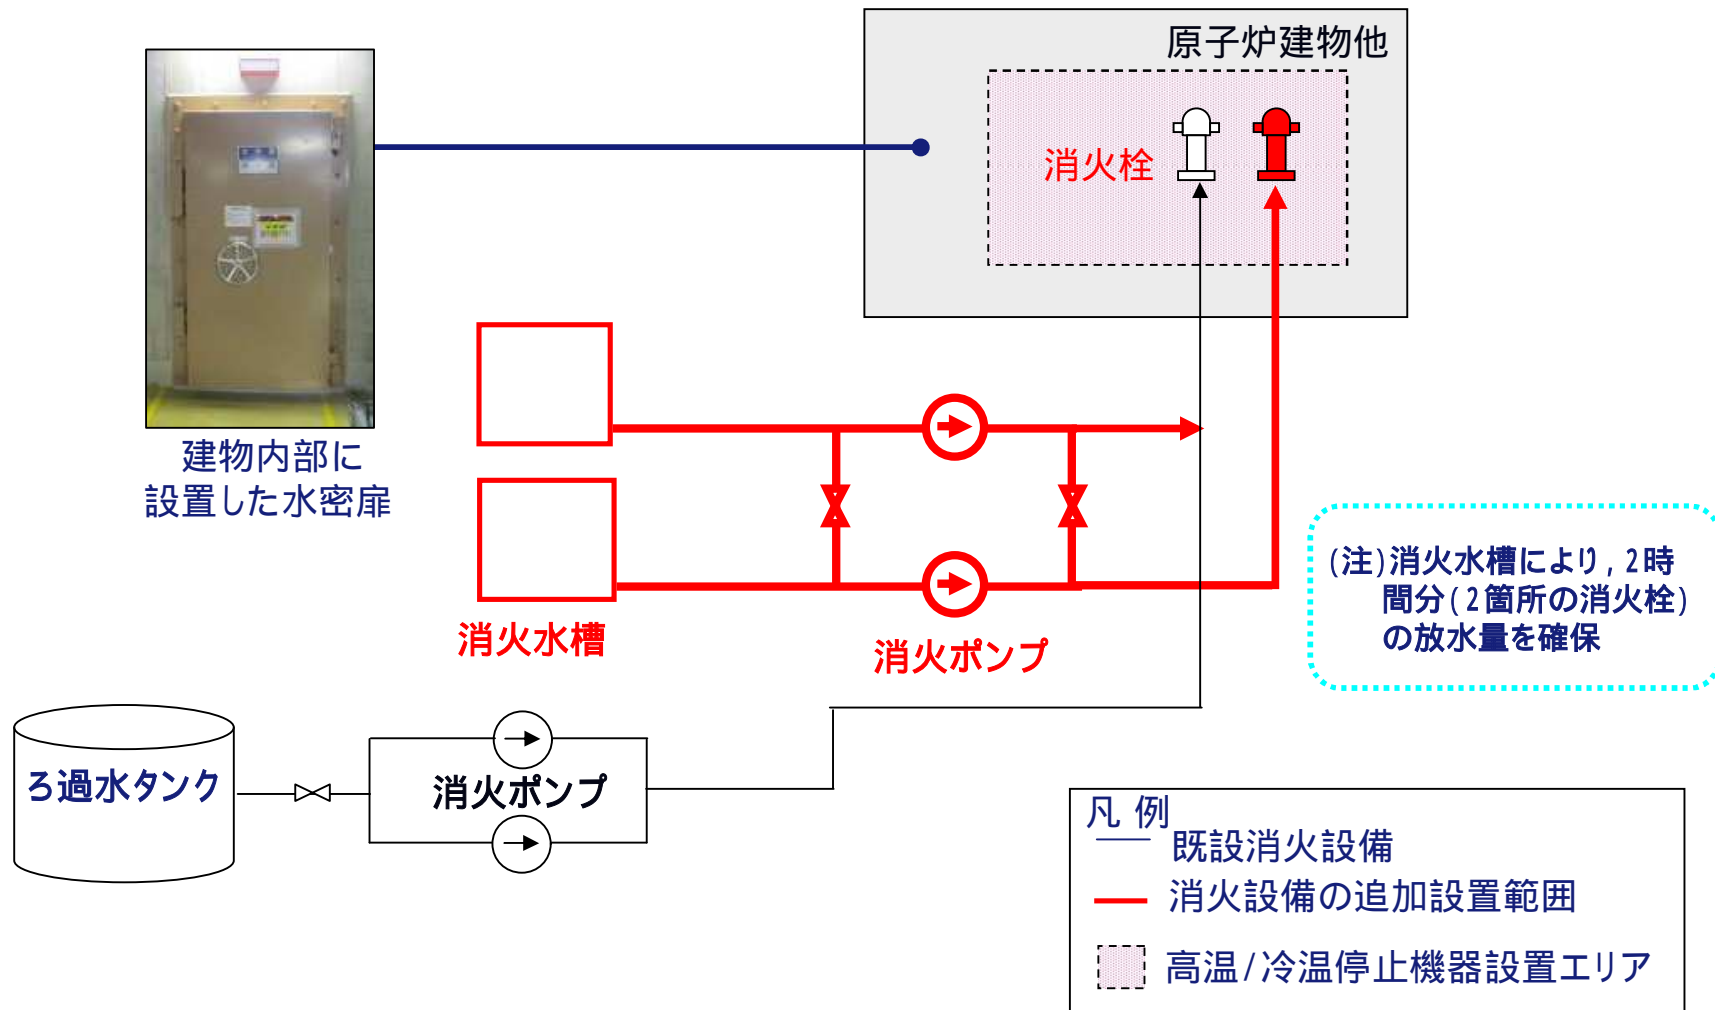 原子炉建物他
消火栓
建物内部に
設置した水密扉
(注)消火水槽により,2時
間分(2箇所の消火栓)
の放水量を確保
消火水槽
消火ポンプ
ろ過水タンク
消火ポンプ
凡 例
既設消火設備
消火設備の追加設置範囲
高温/冷温停止機器設置エリア